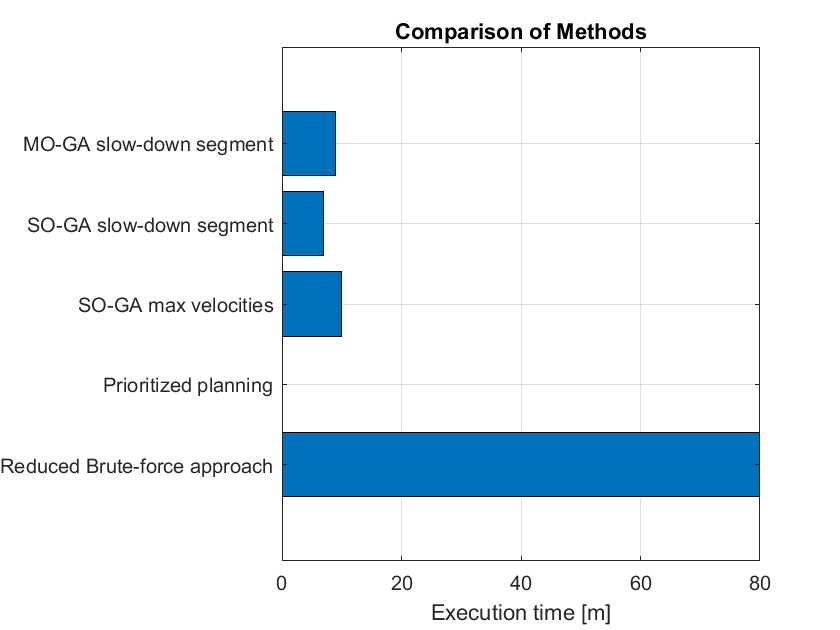 Comparison of Methods
MO-GA slow-down segment
SO-GA slow-down segment
SO-GA max velocities
Prioritized planning
Reduced Brute-force approach
0 20 40 60 80
Execution time [m]